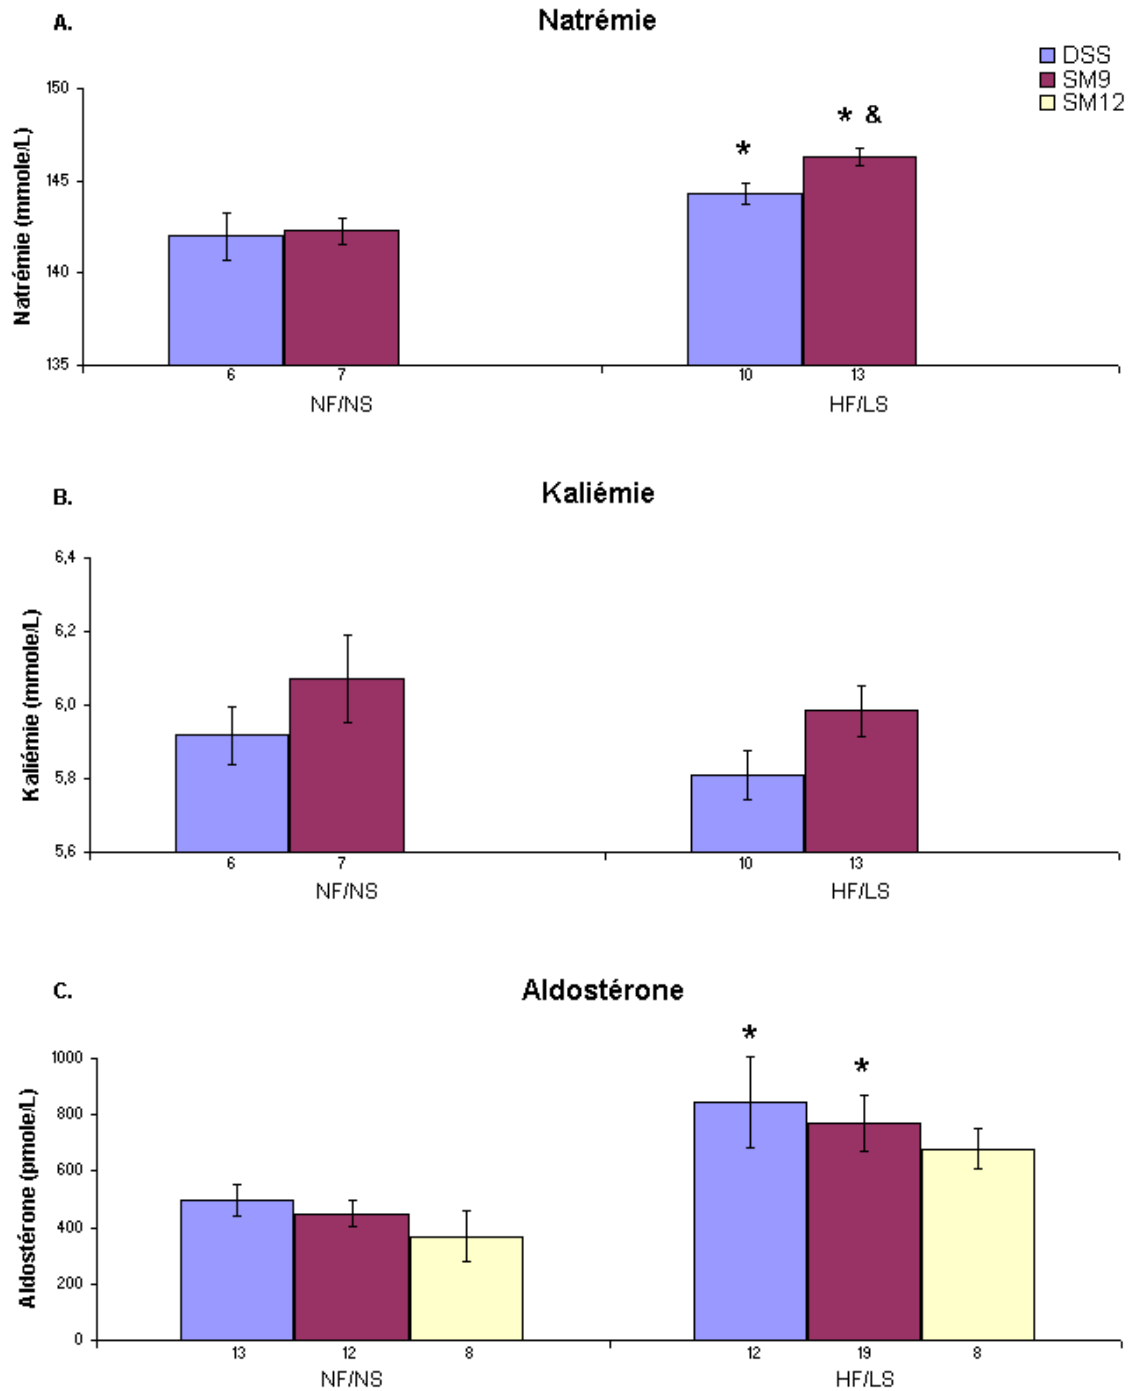 A.
Natrémie
DSS
SM9
SM12
Natrémie (mmole/L)
150
145
140
135
* 
* &
6 7 10 13
NF/NS HF/LS
B.
Kaliémie
Kaliémie (mmole/L)
6,4
6,2
6,0
5,8
5,6
6 7 10 13
NF/NS HF/LS
C.
Aldostérone
Aldostérone (pmole/L)
1000
800
600
400
200
0
*
*
13 12 8 12 19 8
NF/NS HF/LS